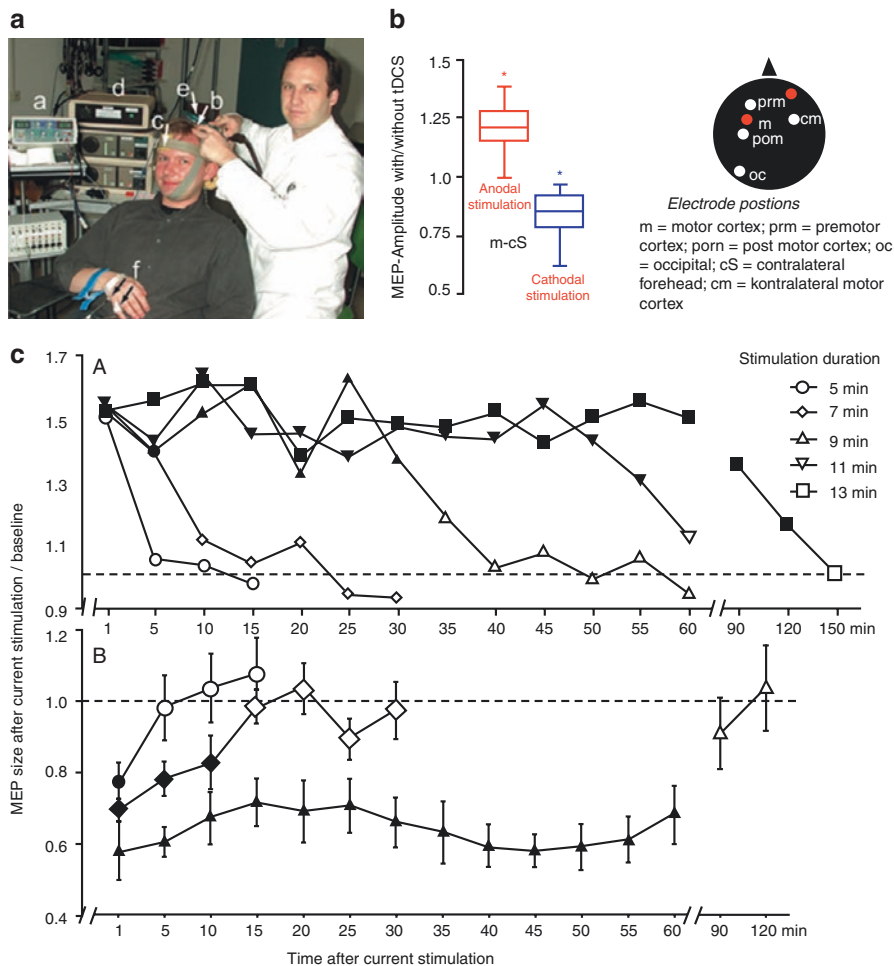 a
a
d
e
b
c
f
b
MEP-Amplitude with/without tDCS
1.5
1.25
1.0
0.75
0.5
*
Anodal
stimulation
*
m-cS
Cathodal
stimulation
prm
m
cm
pom
oc
Electrode postions
m = motor cortex; prm = premotor
cortex; porn = post motor cortex; oc
= occipital; cS = contralateral
forehead; cm = kontralateral motor
cortex
c
MEP size after current stimulation / baseline
A
1.7
1.5
1.3
1.1
0.9
1 5 10 15 20 25 30 35 40 45 50 55 60 90 120 150 min
Stimulation duration
5 min
7 min
9 min
11 min
13 min
B
1.2
1.0
0.8
0.6
0.4
1 5 10 15 20 25 30 35 40 45 50 55 60 90 120 min
Time after current stimulation